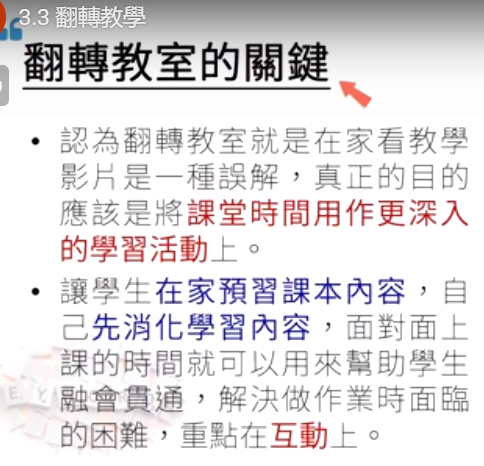 3.3 翻轉教學
翻轉教室的關鍵
• 認為翻轉教室就是在家看教學
影片是一種誤解，真正的目的
應該是將課堂時間用作更深入
的學習活動上。
• 讓學生在家預習課本內容，自
己先消化學習內容，面對面上
課的時間就可以用來幫助學生
融會貫通，解決做作業時面臨
的困難，重點在互動上。